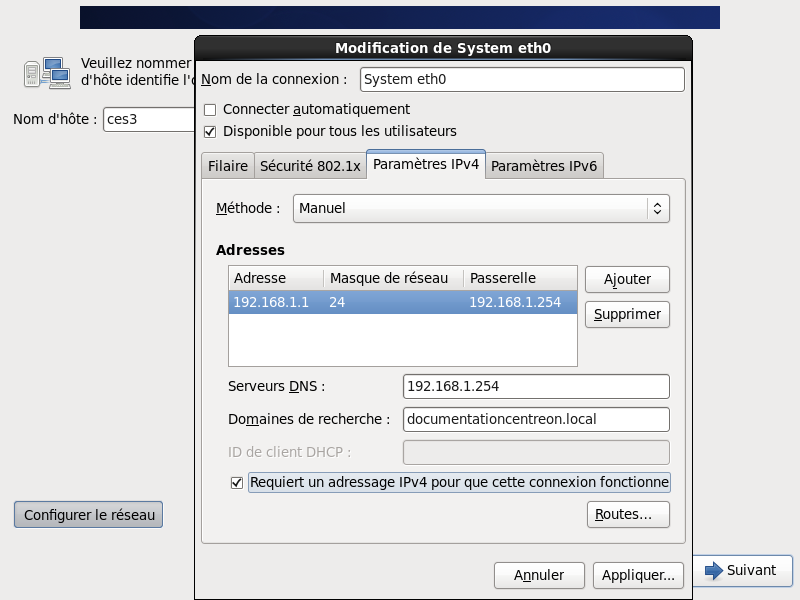 Modification de System eth0
Veuillez nommer
d'hôte identifie l'o
Nom d'hôte : ces3
Nom de la connexion : System eth0
Connecter automatiquement
Disponible pour tous les utilisateurs
Filaire Sécurité 802.1x Paramètres IPv4 Paramètres IPv6
Méthode : Manuel
Adresses
Adresse Masque de réseau Passerelle Ajouter
192.168.1.1 24 192.168.1.254
Supprimer
Serveurs DNS : 192.168.1.254
Domaines de recherche : documentationcentreon.local
ID de client DHCP :
Requiert un adressage IPv4 pour que cette connexion fonctionne
Configurer le réseau Routes…
Annuler Appliquer... Suivant